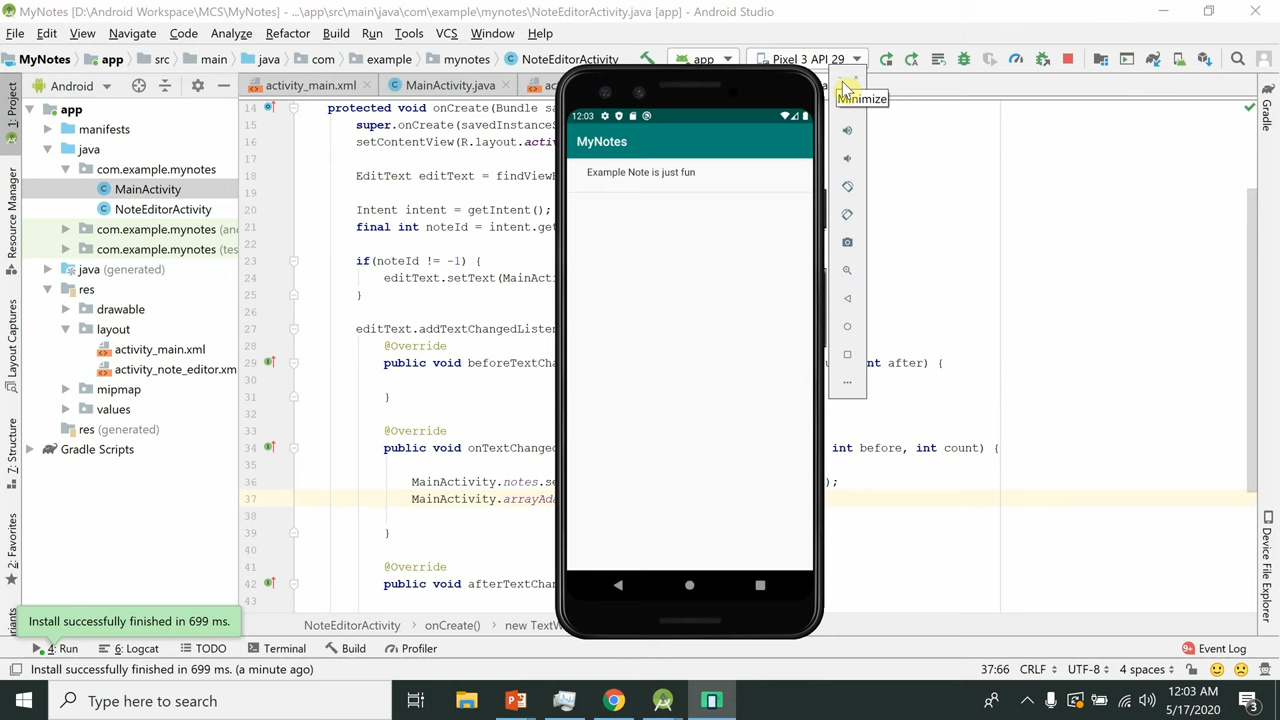 MyNotes [D:\Android Workspace\MCS\MyNotes] - ...\app\src\main\java\com\example\mynotes\NoteEditorActivity.java [app] - Android Studio
File Edit View Navigate Code Analyze Refactor Build Run Tools VCS Window Help
MyNotes app src main java com example mynotes NoteEditorActivity app Pixel 3 API 29
Android activity_main.xml MainActivity.java
Minimize
1: Project
Resource Manager
Layout Captures
Z: Structure
2: Favorites
app
manifests
java
com.example.mynotes
MainActivity
NoteEditorActivity
com.example.mynotes
com.example.mynotes
java (generated)
res
drawable
layout
activity_main.xml
activity_note_editor.xm
mipmap
values
res (generated)
Gradle Scripts
14 protected void onCreate(Bundle
15 super.onCreate(savedInstance
16 setContentView(R.layout.
17
18 EditText editText =
19
20 Intent intent = getIntent();
21 final int noteId =
22
23 if(noteId != -1) {
24 editText.setText(
25 }
26
27 editText.addTextChangedListen
28 @Override
29 public void beforeTextCha nt after) {
30
31 }
32
33 @Override
34 public void onTextChanged int before, int count) {
35
36 MainActivity.notes.se );
37 MainActivity.arrayAda
38
39 }
40
41 @Override
42 public void afterTextChan
43
12:03
MyNotes
Example Note is just fun
Gradle
Device File Explorer
Install successfully finished in 699 ms.
NoteEditorActivity onCreate() new
4: Run 6: Logcat TODO Terminal Build Profiler 9+ Event Log
Install successfully finished in 699 ms. (a minute ago) 37:66 CRLF UTF-8 4 spaces
Type here to search
12:03 AM
5/17/2020
3